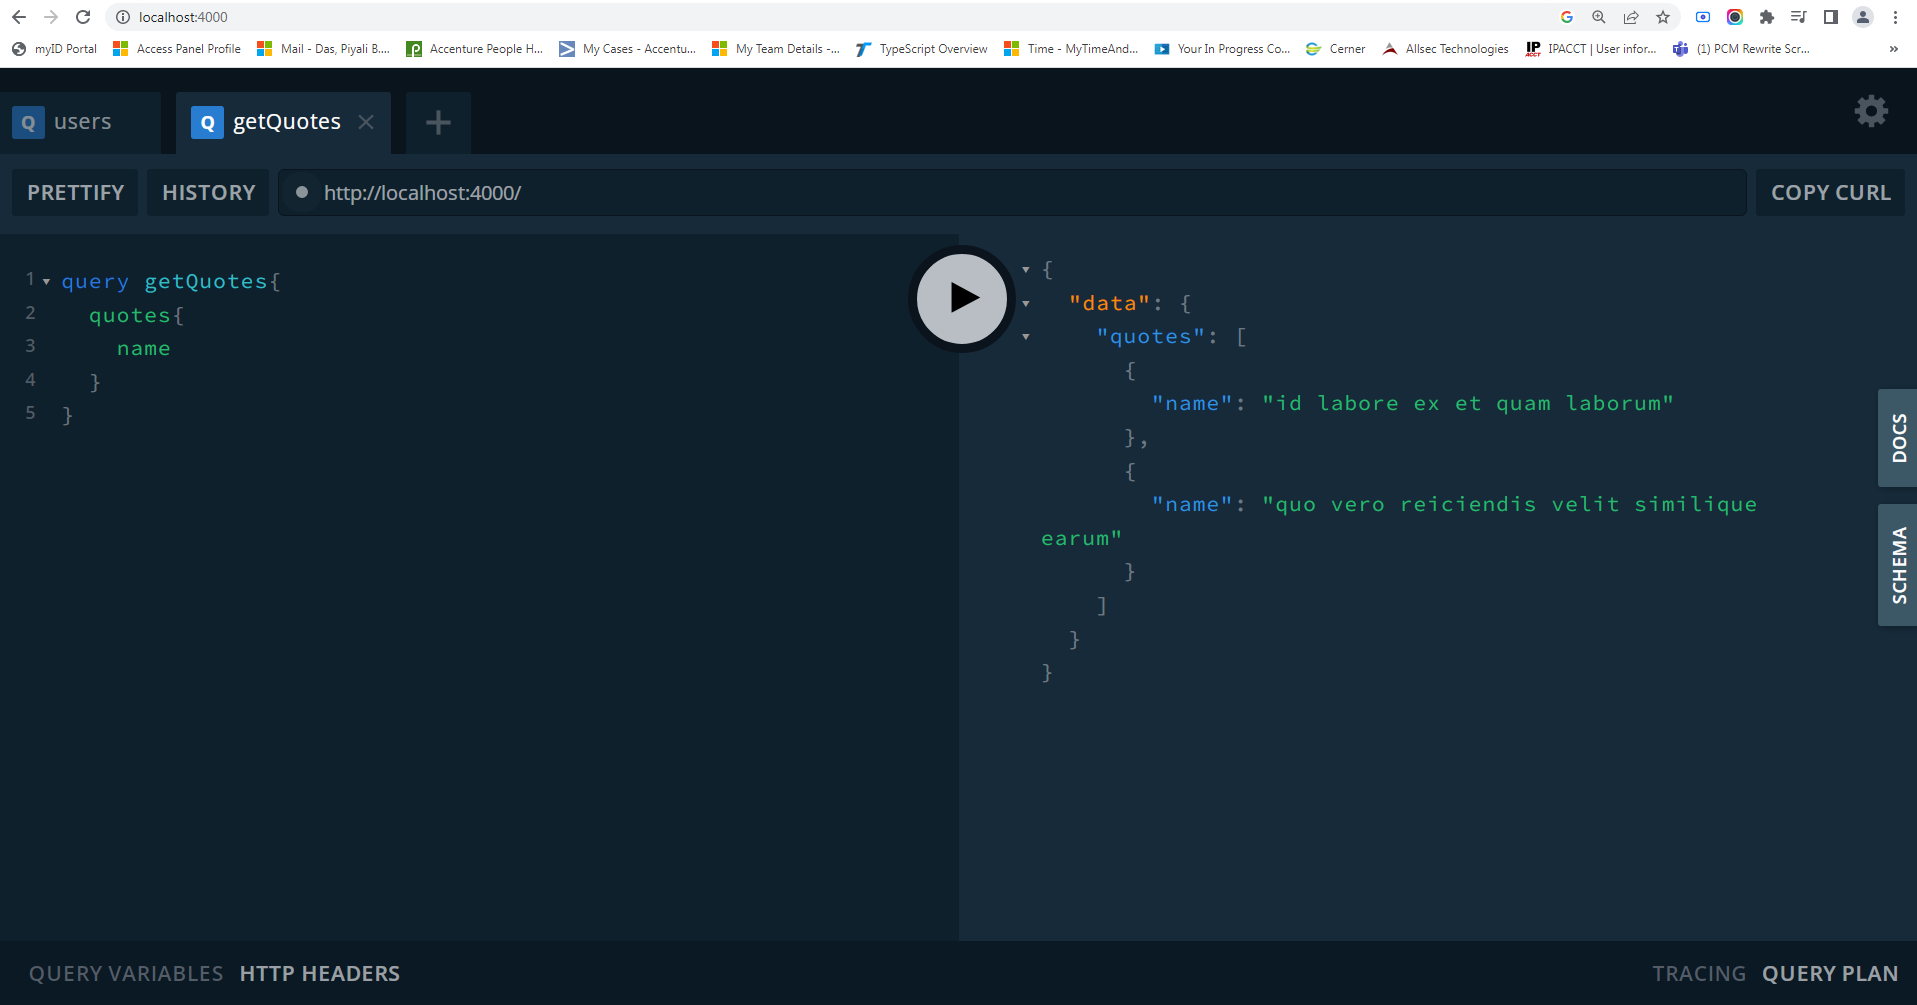 localhost:4000
myID Portal Access Panel Profile Mail - Das, Piyali B... Accenture People H... My Cases - Accentu... My Team Details -... TypeScript Overview Time - MyTimeAnd... Your In Progress Co... Cerner Allsec Technologies IPACCT | User infor... (1) PCM Rewrite Scr... »
Q users Q getQuotes
PRETTIFY HISTORY http://localhost:4000/ COPY CURL
1 query getQuotes{
2 quotes{
3 name
4 }
5 }
{
"data": {
"quotes": [
{
"name": "id labore ex et quam laborum"
},
{
"name": "quo vero reiciendis velit similique
earum"
}
]
}
}
DOCS
SCHEMA
QUERY VARIABLES HTTP HEADERS TRACING QUERY PLAN